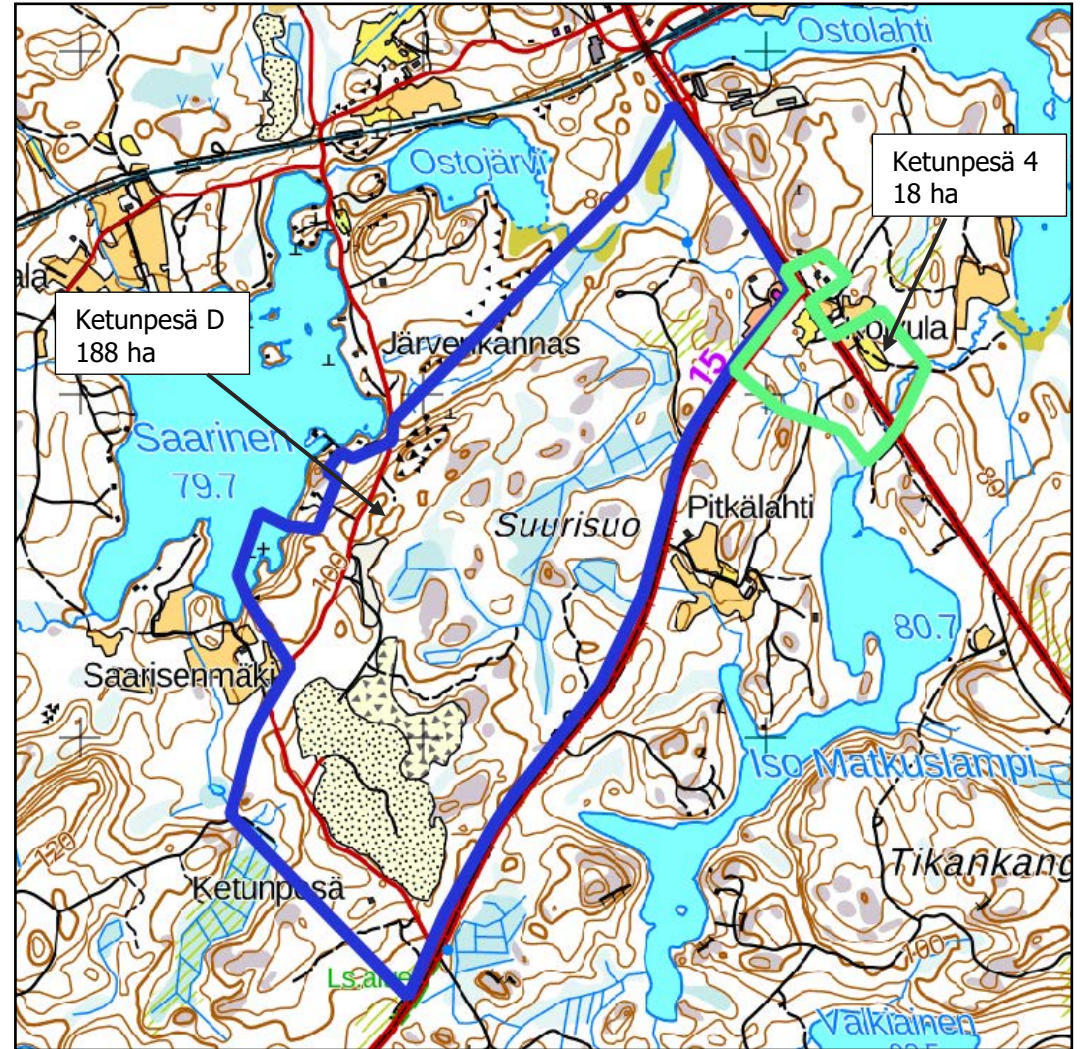 Ostolahti
Ostojärvi
80
Ketunpesä 4
18 ha
Ketunpesä D
188 ha
Järvenkannas
15
Saarinen
79.7
Suurisuo
Pitkälahti
100
80
80.7
Saarisenmäki
Iso Matkuslampi
120
Ketunpesä
Tikankang
100
Valkiainen